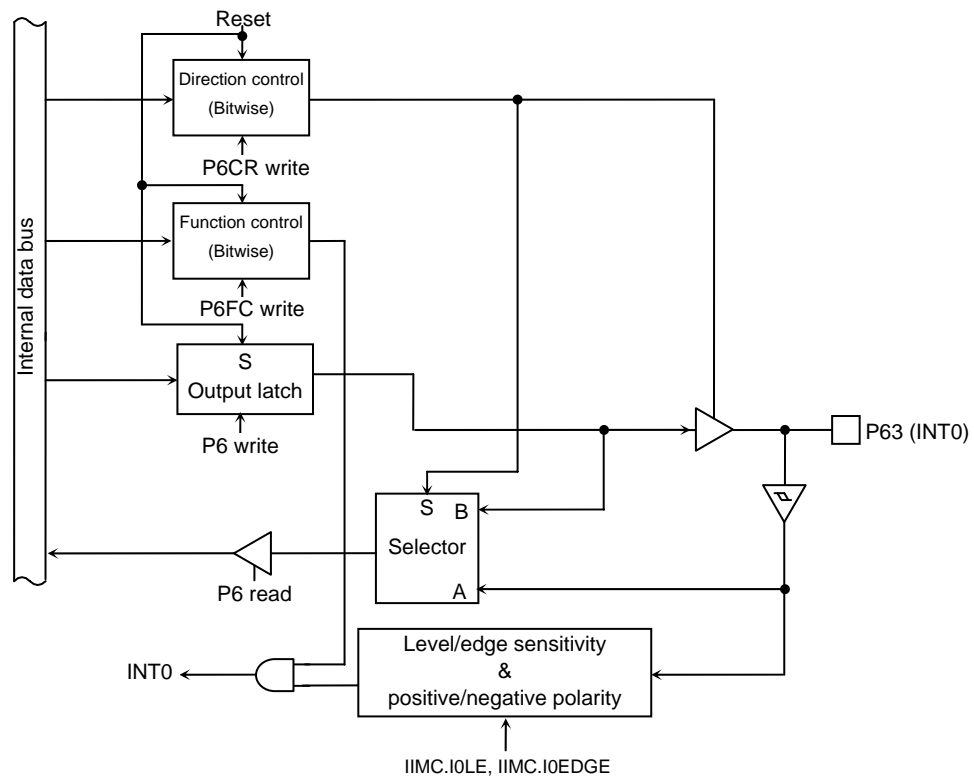 Reset
Direction control
(Bitwise)
P6CR write
Internal data bus
Function control
(Bitwise)
P6FC write
S
Output latch
P6 write
P63 (INT0)
S
B
Selector
A
P6 read
Level/edge sensitivity
&
positive/negative polarity
INT0
IIMC.I0LE, IIMC.I0EDGE